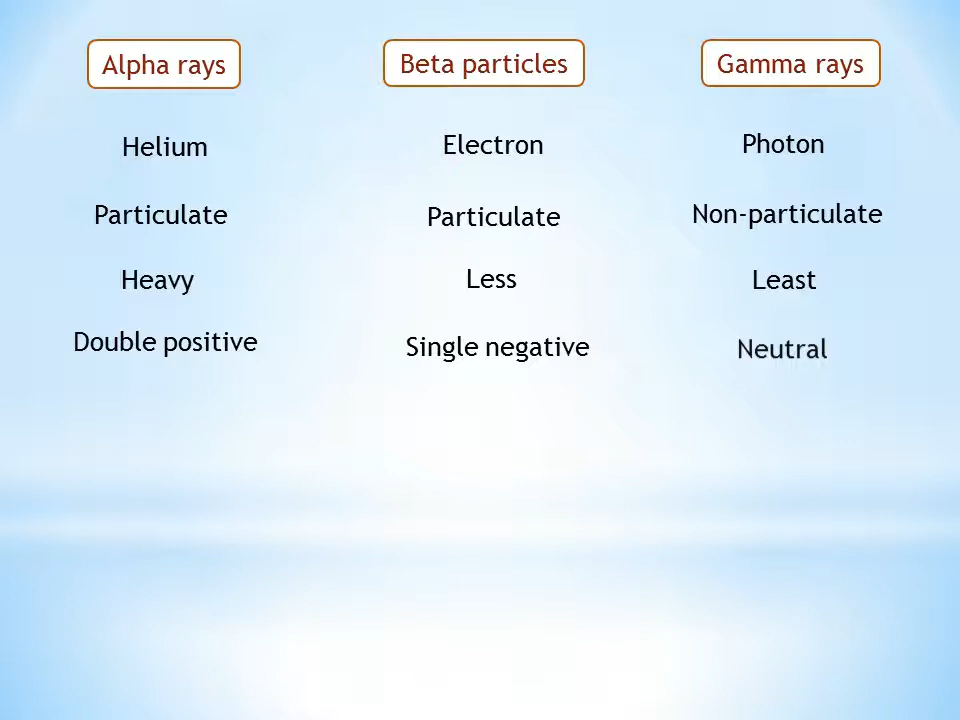 Alpha rays Beta particles Gamma rays
Helium Electron Photon
Particulate Particulate Non-particulate
Heavy Less Least
Double positive Single negative Neutral